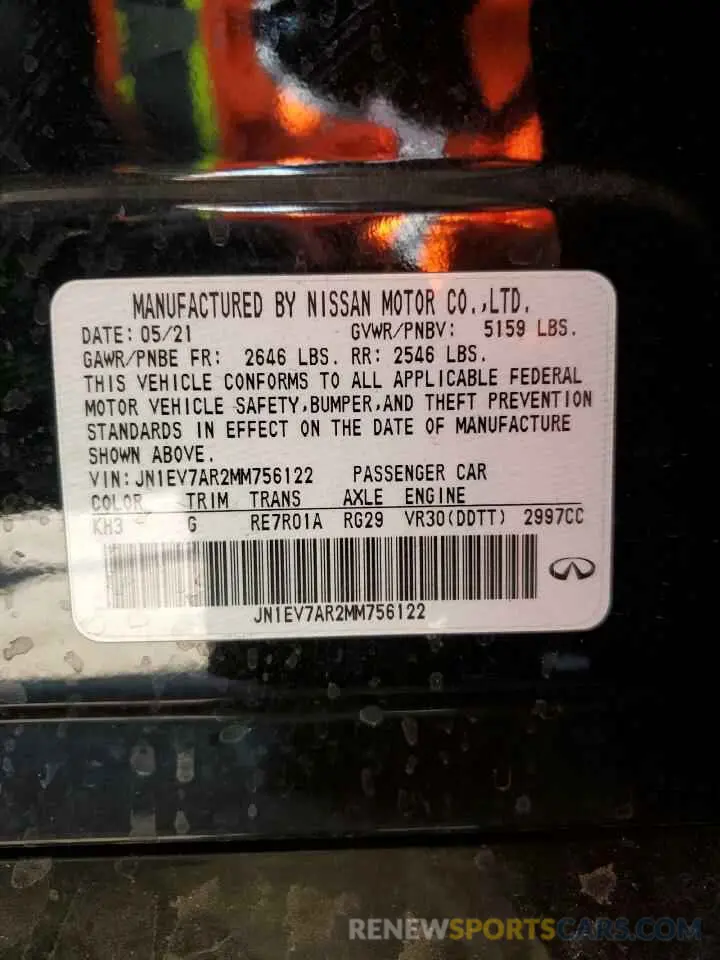 MANUFACTURED BY NISSAN MOTOR CO.,LTD.
DATE: 05/21 GVWR/PNBV: 5159 LBS.
GAWR/PNBE FR: 2646 LBS. RR: 2546 LBS.
THIS VEHICLE CONFORMS TO ALL APPLICABLE FEDERAL
MOTOR VEHICLE SAFETY,BUMPER,AND THEFT PREVENTION
STANDARDS IN EFFECT ON THE DATE OF MANUFACTURE
SHOWN ABOVE.
VIN: JN1EV7AR2MM756122 PASSENGER CAR
COLOR TRIM TRANS AXLE ENGINE
KH3 G RE7R01A RG29 VR30(DDTT) 2997CC
JN1EV7AR2MM756122
RENEWSPORTSCARS.COM